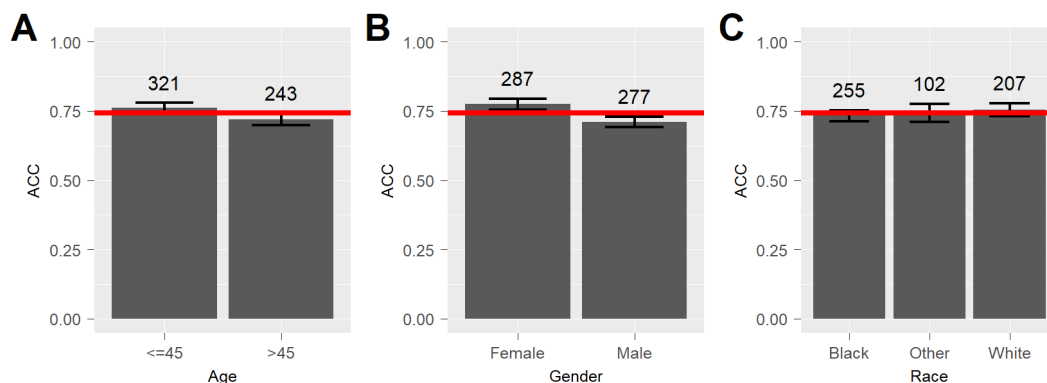 A
1.00
0.75
0.50
0.25
0.00
ACC
321
243
<=45
>45
Age
B
1.00
0.75
0.50
0.25
0.00
ACC
287
277
Female
Male
Gender
C
1.00
0.75
0.50
0.25
0.00
ACC
255
102
207
Black
Other
White
Race